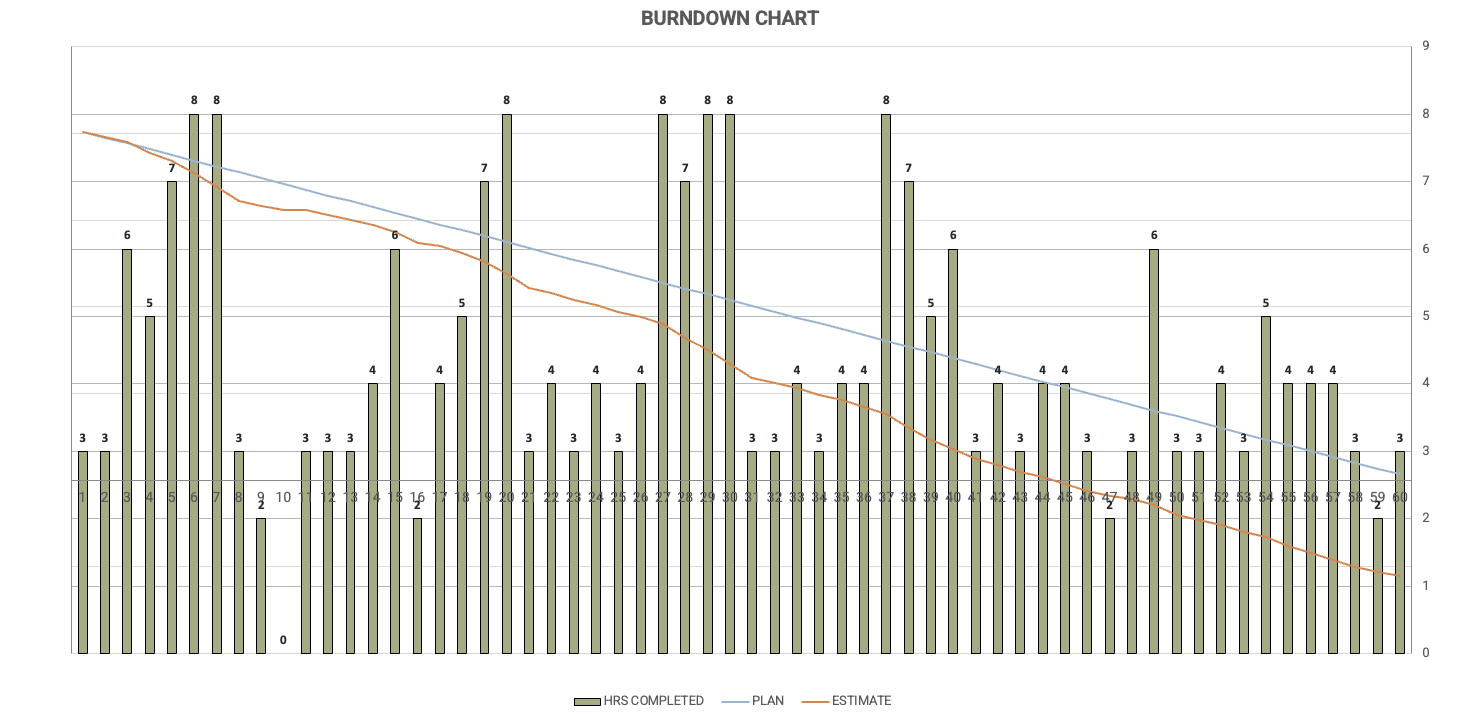 BURNDOWN CHART
9
8 8 8 8 8 8 8
8
7 7 7 7
7
6 6 6 6
6
5 5 5 5
5
4 4 4 4 4 4 4 4 4 4 4 4 4 4 4
4
3 3 3 3 3 3 3 3 3 3 3 3 3 3 3 3 3 3 3 3 3
3
1 2 3 4 5 6 7 8 9 10 11 12 13 14 15 16 17 18 19 20 21 22 23 24 25 26 27 28 29 30 31 32 33 34 35 36 37 38 39 40 41 42 43 44 45 46 47 48 49 50 51 52 53 54 55 56 57 58 59 60
2 2 2 2
2
1
0
0
HRS COMPLETED PLAN ESTIMATE